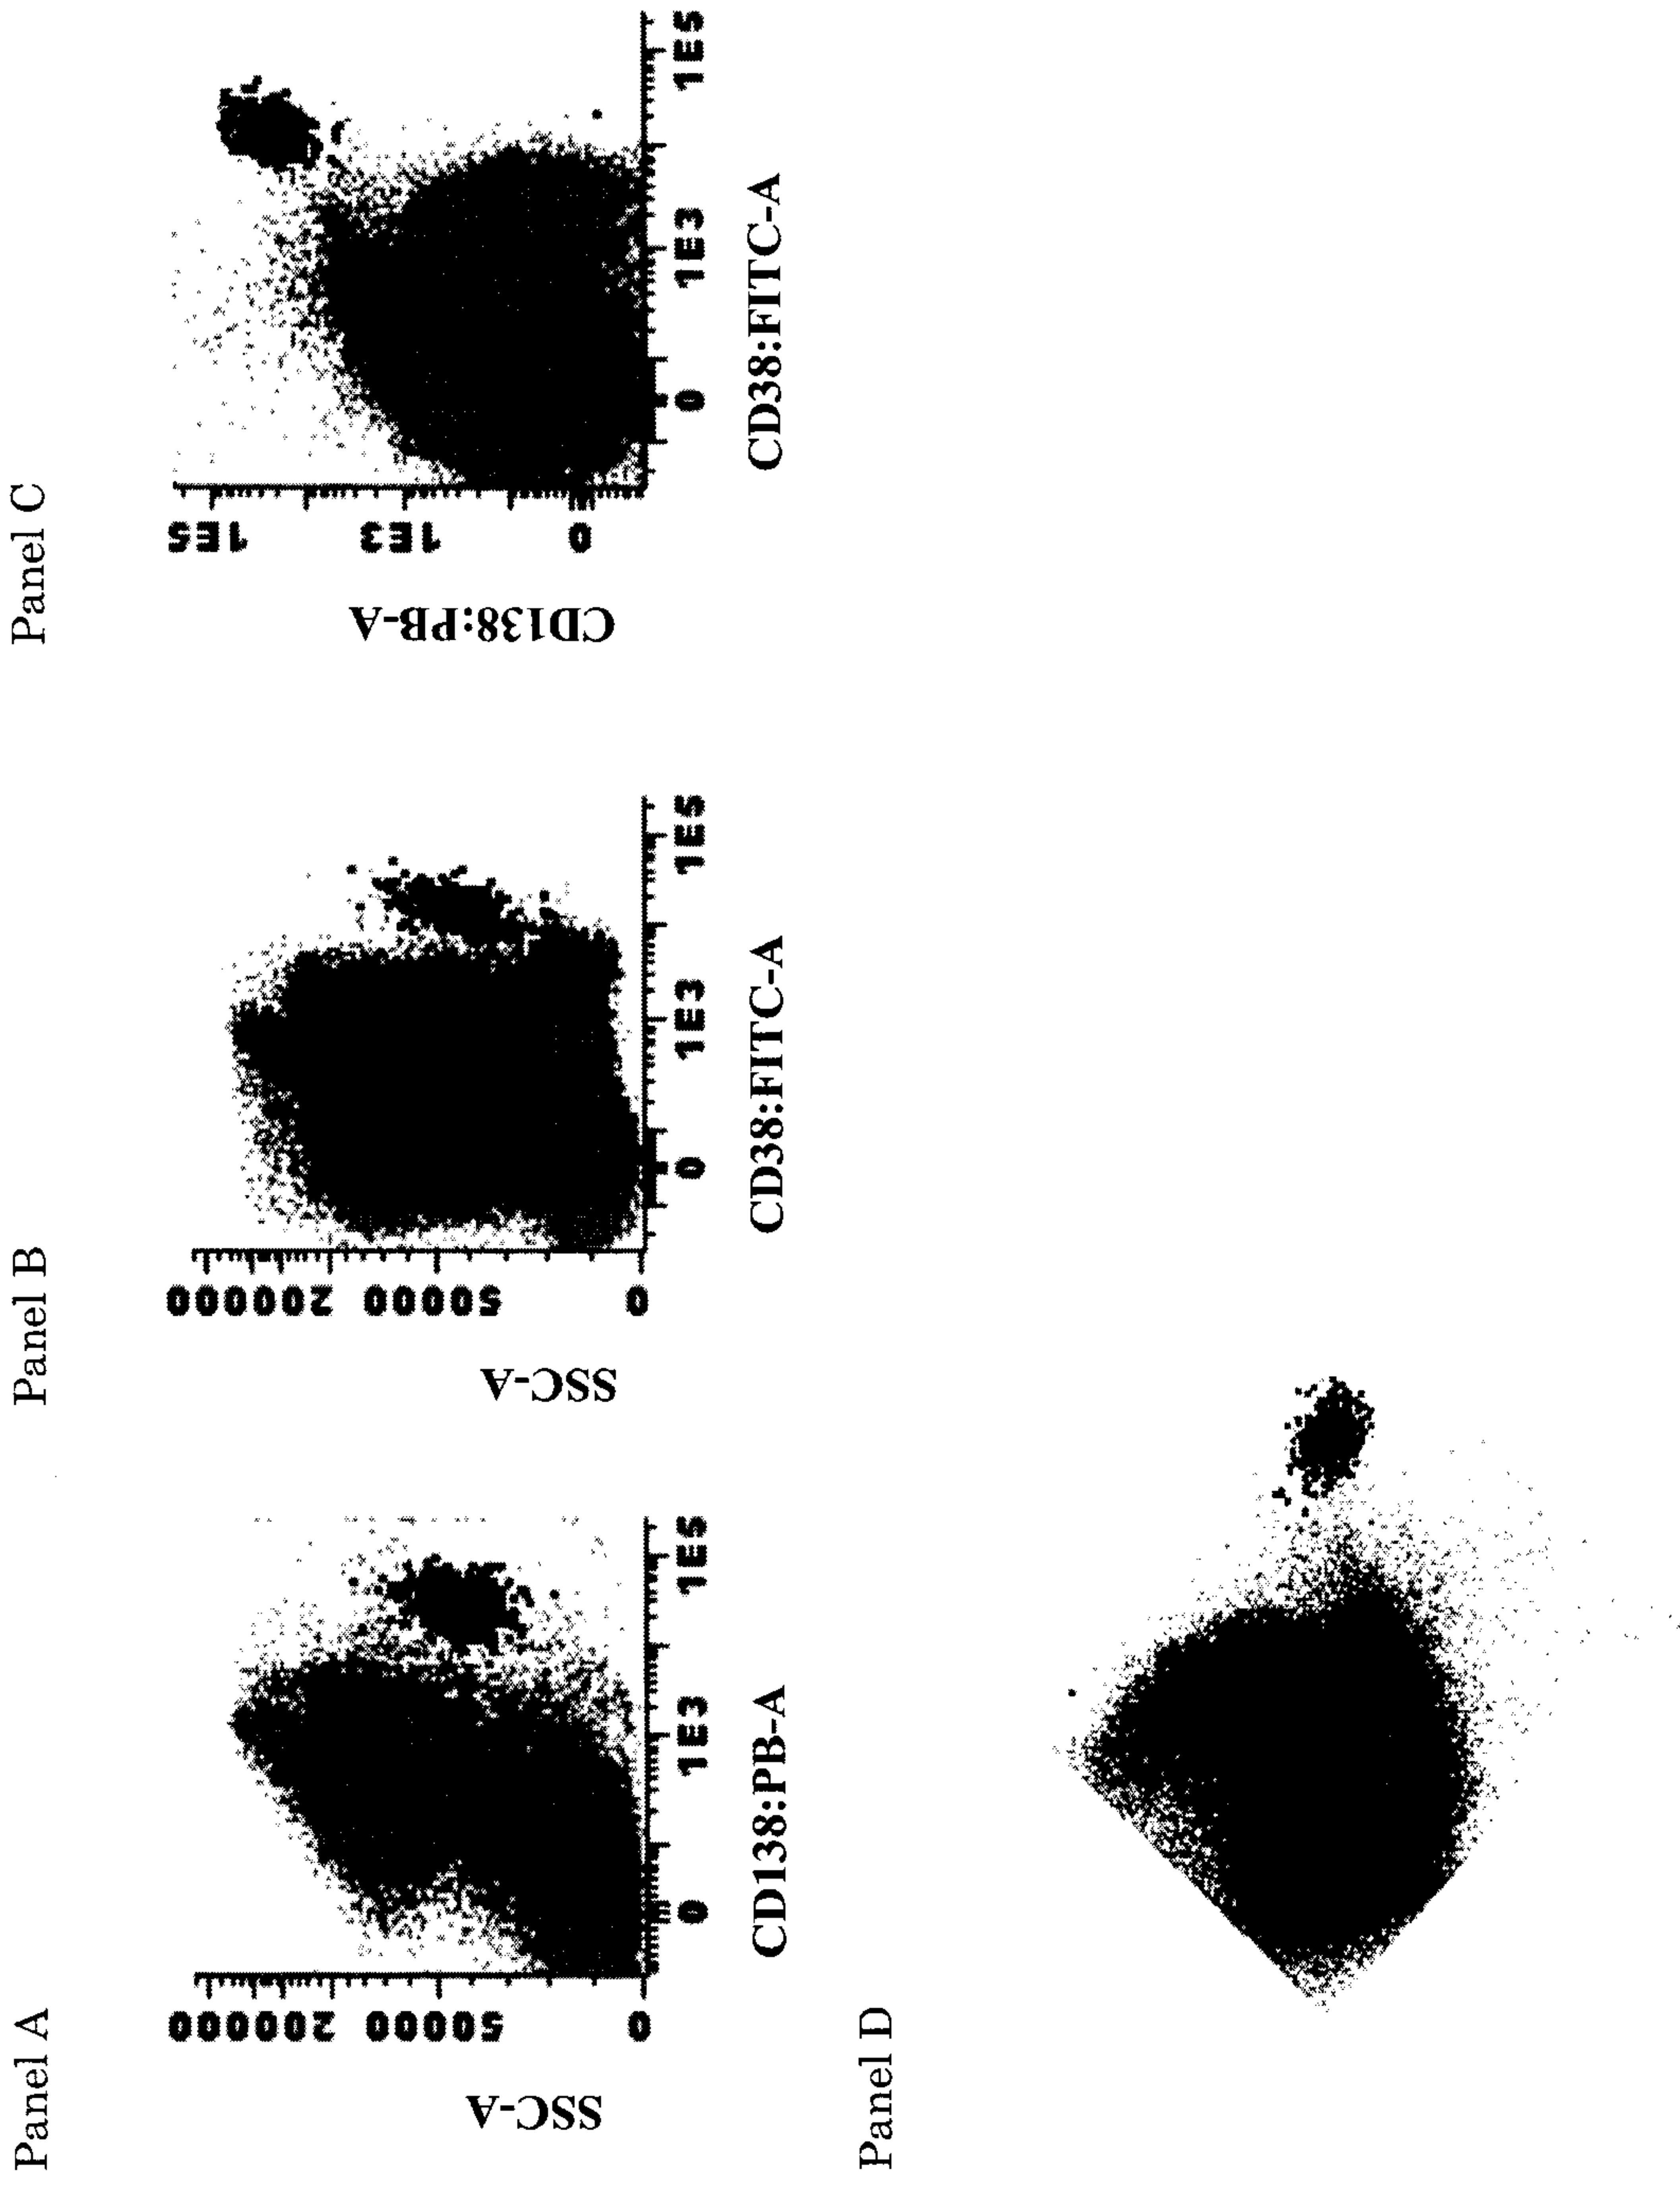 Panel A
SSC-A
200000
50000
0
0
1E3
1E5
CD138:PB-A
Panel B
SSC-A
200000
50000
0
0
1E3
1E5
CD38:FITC-A
Panel C
CD138:PB-A
1E5
1E3
0
0
1E3
1E5
CD38:FITC-A
Panel D